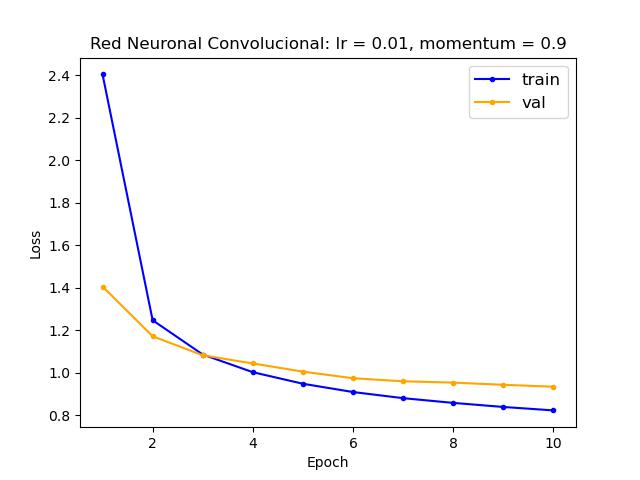 Red Neuronal Convolucional: lr = 0.01, momentum = 0.9
train
val
2.4
2.2
2.0
1.8
1.6
1.4
1.2
1.0
0.8
Loss
2
4
6
8
10
Epoch